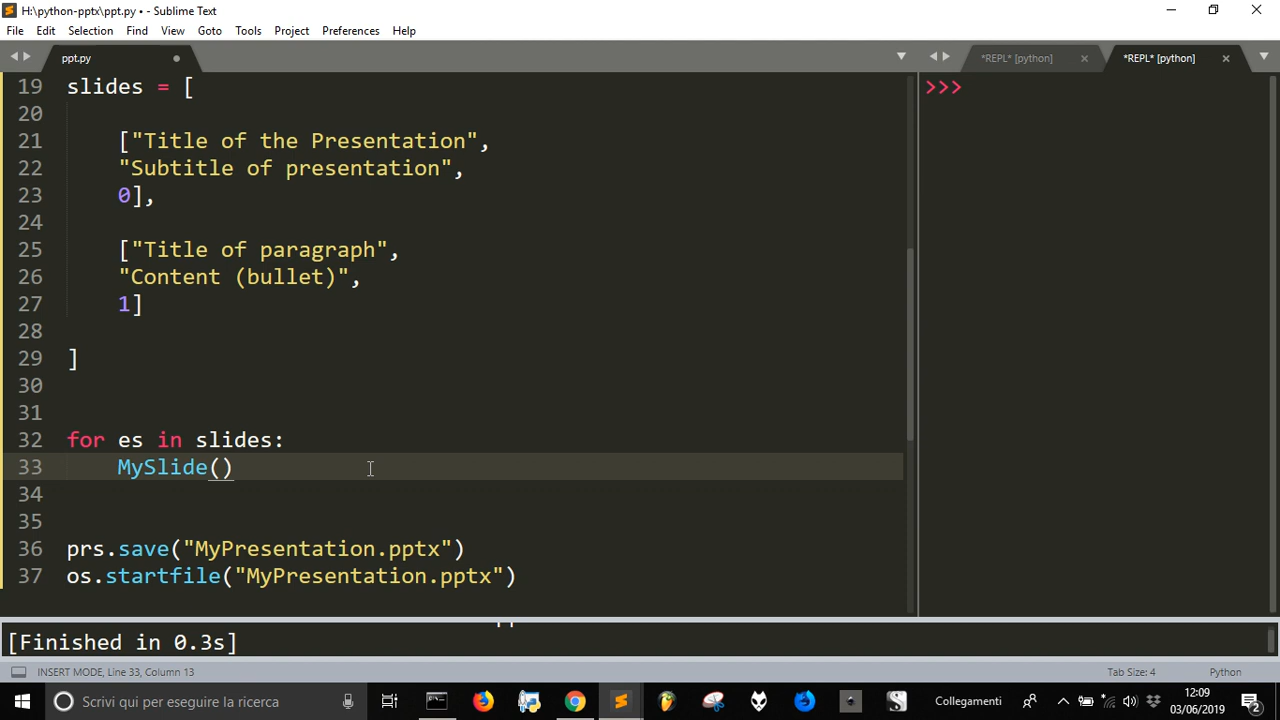 H:\python-pptx\ppt.py • - Sublime Text
File Edit Selection Find View Goto Tools Project Preferences Help
ppt.py
*REPL* [python]
*REPL* [python]
19 slides = [
20
21 ["Title of the Presentation",
22 "Subtitle of presentation",
23 0],
24
25 ["Title of paragraph",
26 "Content (bullet)",
27 1]
28
29 ]
30
31
32 for es in slides:
33 MySlide()
34
35
36 prs.save("MyPresentation.pptx")
37 os.startfile("MyPresentation.pptx")
>>>
[Finished in 0.3s]
INSERT MODE, Line 33, Column 13
Tab Size: 4
Python
Scrivi qui per eseguire la ricerca
Collegamenti
12:09
03/06/2019
2